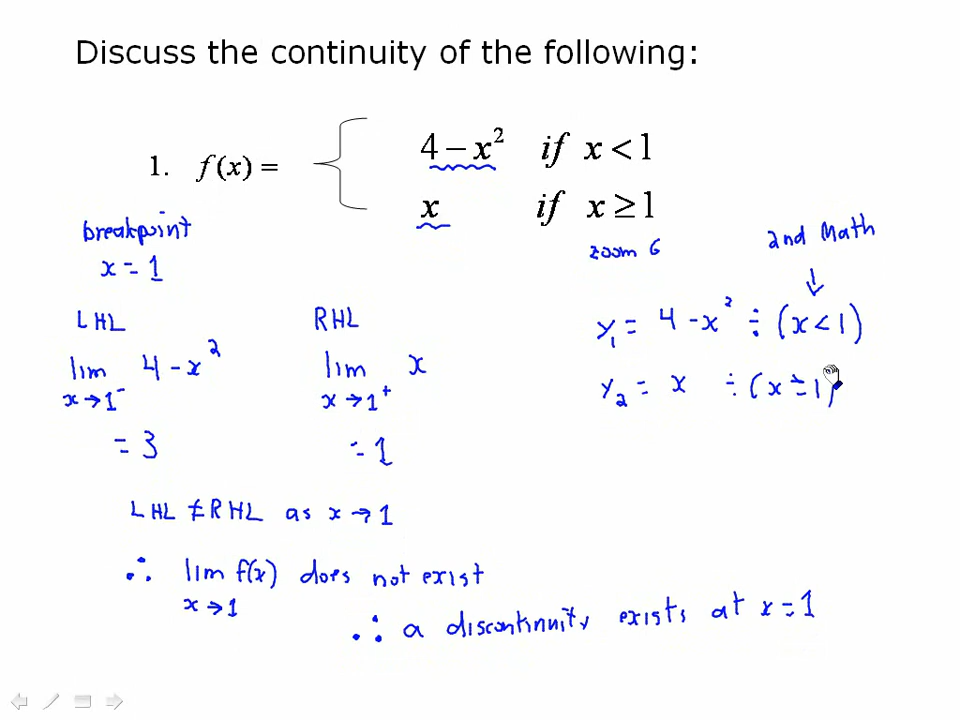 Discuss the continuity of the following:
1. f(x) =
4 − x² if x < 1
x if x ≥ 1
breakpoint
x = 1
zoom 6
2nd Math
LHL
RHL
lim 4 − x²
x → 1⁻
lim x
x → 1⁺
= 3
= 1
Y₁ = 4 − x² ÷ (x < 1)
Y₂ = x ÷ (x ≥ 1)
LHL ≠ RHL as x → 1
∴ lim f(x) does not exist
x → 1
∴ a discontinuity exists at x = 1